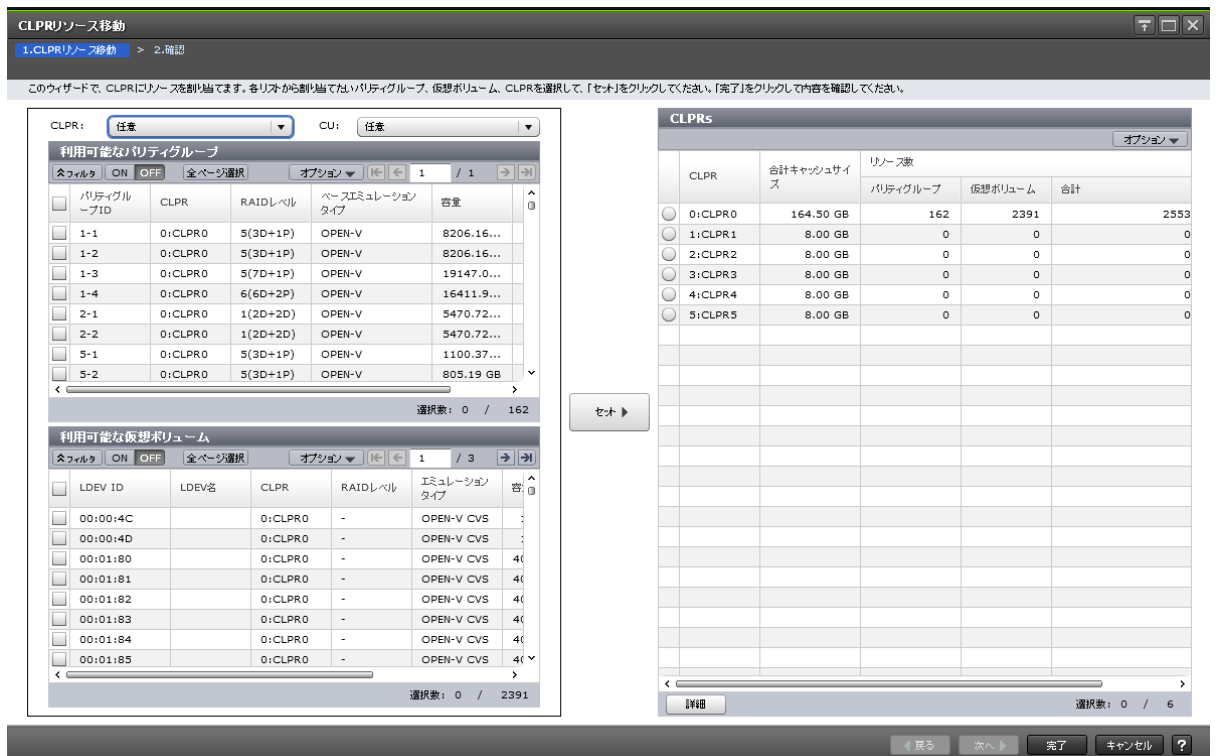 CLPRリソース移動
1.CLPRリソース移動 > 2.確認
このウィザードで、CLPRにリソースを割り当てます。各リストから割り当てたいパリティグループ、仮想ボリューム、CLPRを選択して、「セット」をクリックしてください。「完了」をクリックして内容を確認してください。
CLPR: 任意 CU: 任意
利用可能なパリティグループ
フィルタ ON OFF 全ページ選択 オプション 1 / 1
パリティグループID CLPR RAIDレベル ベースエミュレーションタイプ 容量
1-1 0:CLPR0 5(3D+1P) OPEN-V 8206.16...
1-2 0:CLPR0 5(3D+1P) OPEN-V 8206.16...
1-3 0:CLPR0 5(7D+1P) OPEN-V 19147.0...
1-4 0:CLPR0 6(6D+2P) OPEN-V 16411.9...
2-1 0:CLPR0 1(2D+2D) OPEN-V 5470.72...
2-2 0:CLPR0 1(2D+2D) OPEN-V 5470.72...
5-1 0:CLPR0 5(3D+1P) OPEN-V 1100.37...
5-2 0:CLPR0 5(3D+1P) OPEN-V 805.19 GB
選択数: 0 / 162
利用可能な仮想ボリューム
フィルタ ON OFF 全ページ選択 オプション 1 / 3
LDEV ID LDEV名 CLPR RAIDレベル エミュレーションタイプ 容
00:00:4C 0:CLPR0 - OPEN-V CVS
00:00:4D 0:CLPR0 - OPEN-V CVS
00:01:80 0:CLPR0 - OPEN-V CVS 40
00:01:81 0:CLPR0 - OPEN-V CVS 40
00:01:82 0:CLPR0 - OPEN-V CVS 40
00:01:83 0:CLPR0 - OPEN-V CVS 40
00:01:84 0:CLPR0 - OPEN-V CVS 40
00:01:85 0:CLPR0 - OPEN-V CVS 40
選択数: 0 / 2391
セット
CLPRs
オプション
CLPR 合計キャッシュサイズ リソース数
パリティグループ 仮想ボリューム 合計
0:CLPR0 164.50 GB 162 2391 2553
1:CLPR1 8.00 GB 0 0 0
2:CLPR2 8.00 GB 0 0 0
3:CLPR3 8.00 GB 0 0 0
4:CLPR4 8.00 GB 0 0 0
5:CLPR5 8.00 GB 0 0 0
詳細 選択数: 0 / 6
戻る 次へ 完了 キャンセル ?